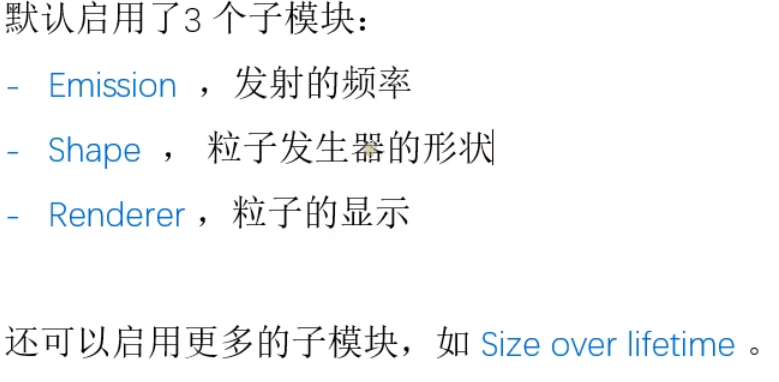 默认启用了3 个子模块：
- Emission ，发射的频率
- Shape ， 粒子发生器的形状
- Renderer ，粒子的显示
还可以启用更多的子模块，如 Size over lifetime 。